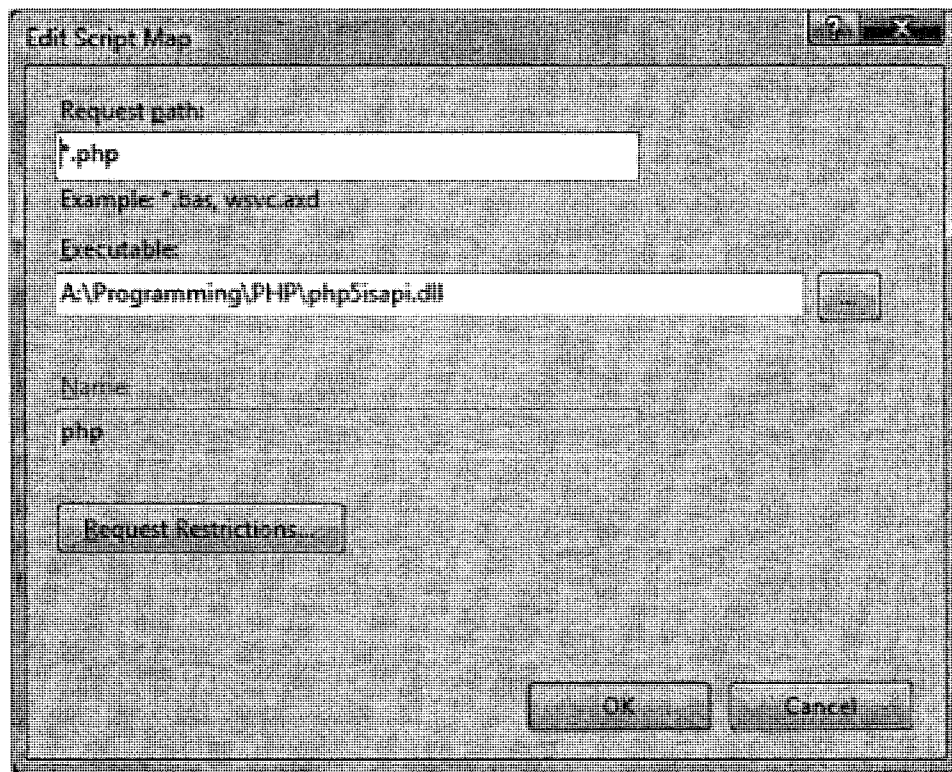 Edit Script Map
Request path:
*.php
Example: *.bas, wsvc.axd
Executable:
A:\Programming\PHP\php5isapi.dll
...
Name:
php
Request Restrictions...
OK
Cancel